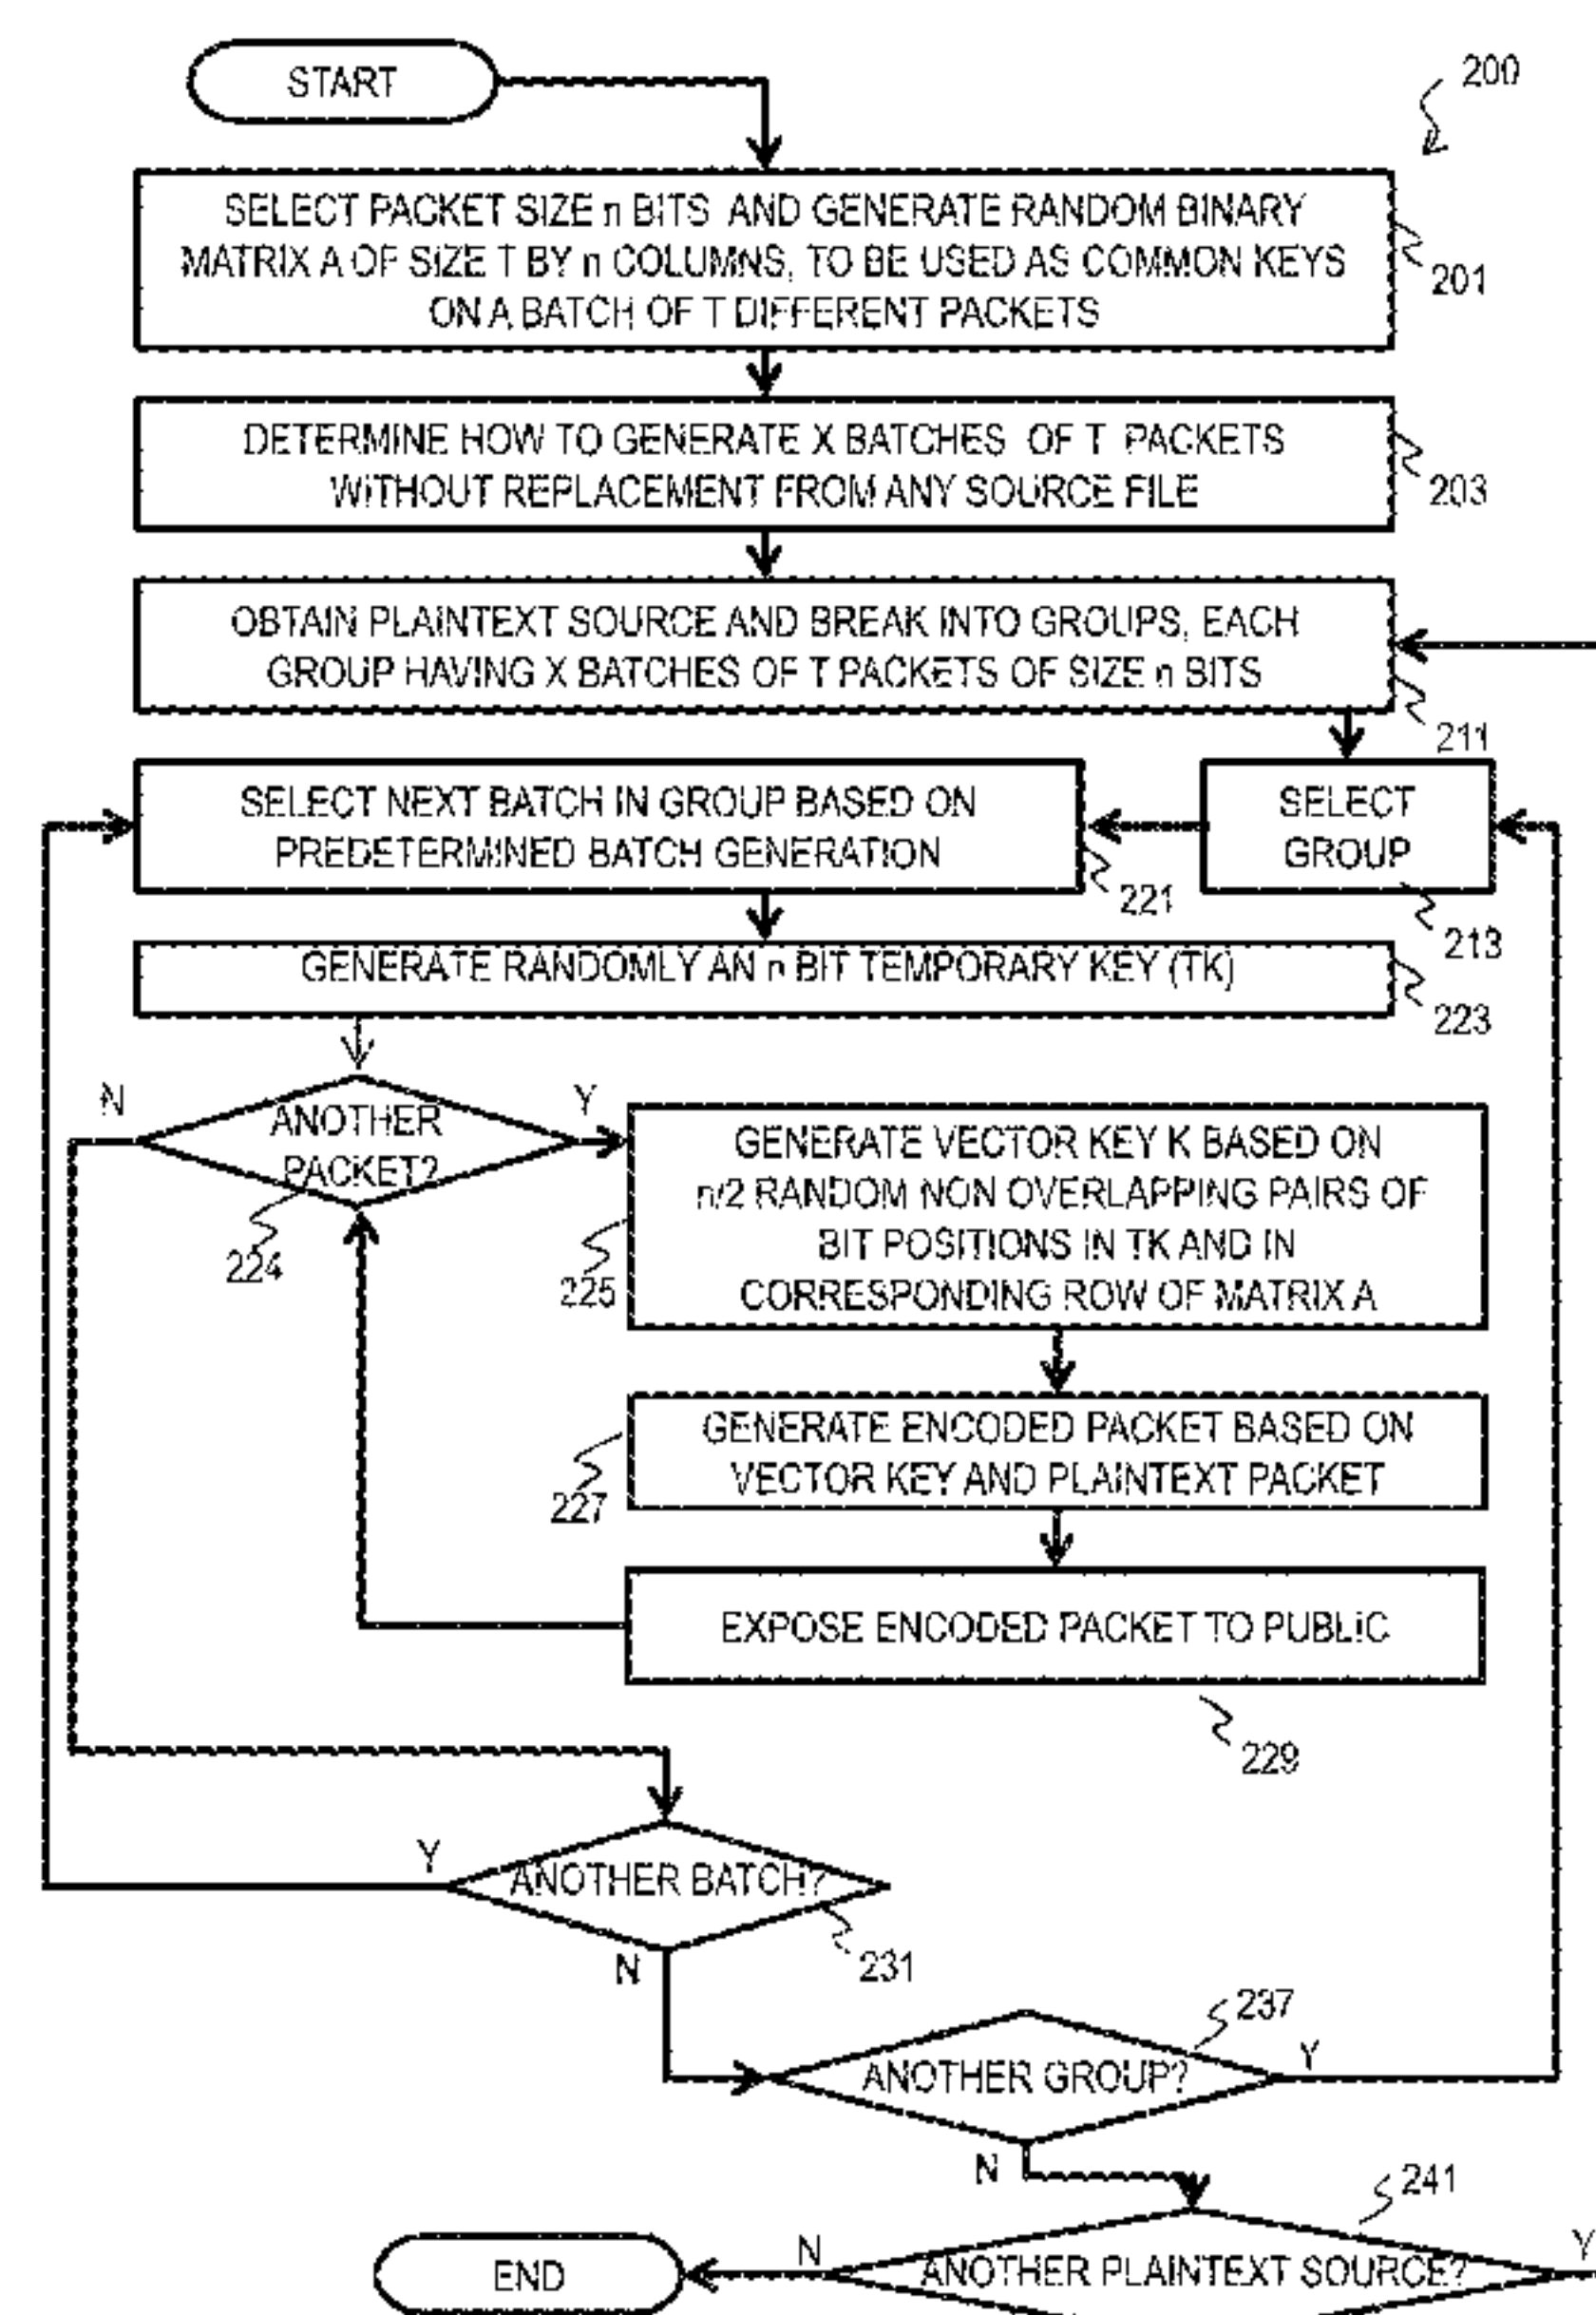 START
200
SELECT PACKET SIZE n BITS AND GENERATE RANDOM BINARY
MATRIX A OF SIZE T BY n COLUMNS, TO BE USED AS COMMON KEYS
ON A BATCH OF T DIFFERENT PACKETS
201
DETERMINE HOW TO GENERATE X BATCHES OF T PACKETS
WITHOUT REPLACEMENT FROM ANY SOURCE FILE
203
OBTAIN PLAINTEXT SOURCE AND BREAK INTO GROUPS, EACH
GROUP HAVING X BATCHES OF T PACKETS OF SIZE n BITS
211
SELECT NEXT BATCH IN GROUP BASED ON
PREDETERMINED BATCH GENERATION
221
SELECT
GROUP
213
GENERATE RANDOMLY AN n BIT TEMPORARY KEY (TK)
223
N
ANOTHER
PACKET?
Y
224
GENERATE VECTOR KEY K BASED ON
n/2 RANDOM NON OVERLAPPING PAIRS OF
BIT POSITIONS IN TK AND IN
CORRESPONDING ROW OF MATRIX A
225
GENERATE ENCODED PACKET BASED ON
VECTOR KEY AND PLAINTEXT PACKET
227
EXPOSE ENCODED PACKET TO PUBLIC
229
Y
ANOTHER BATCH?
231
N
237
ANOTHER GROUP?
Y
N
241
ANOTHER PLAINTEXT SOURCE?
Y
N
END